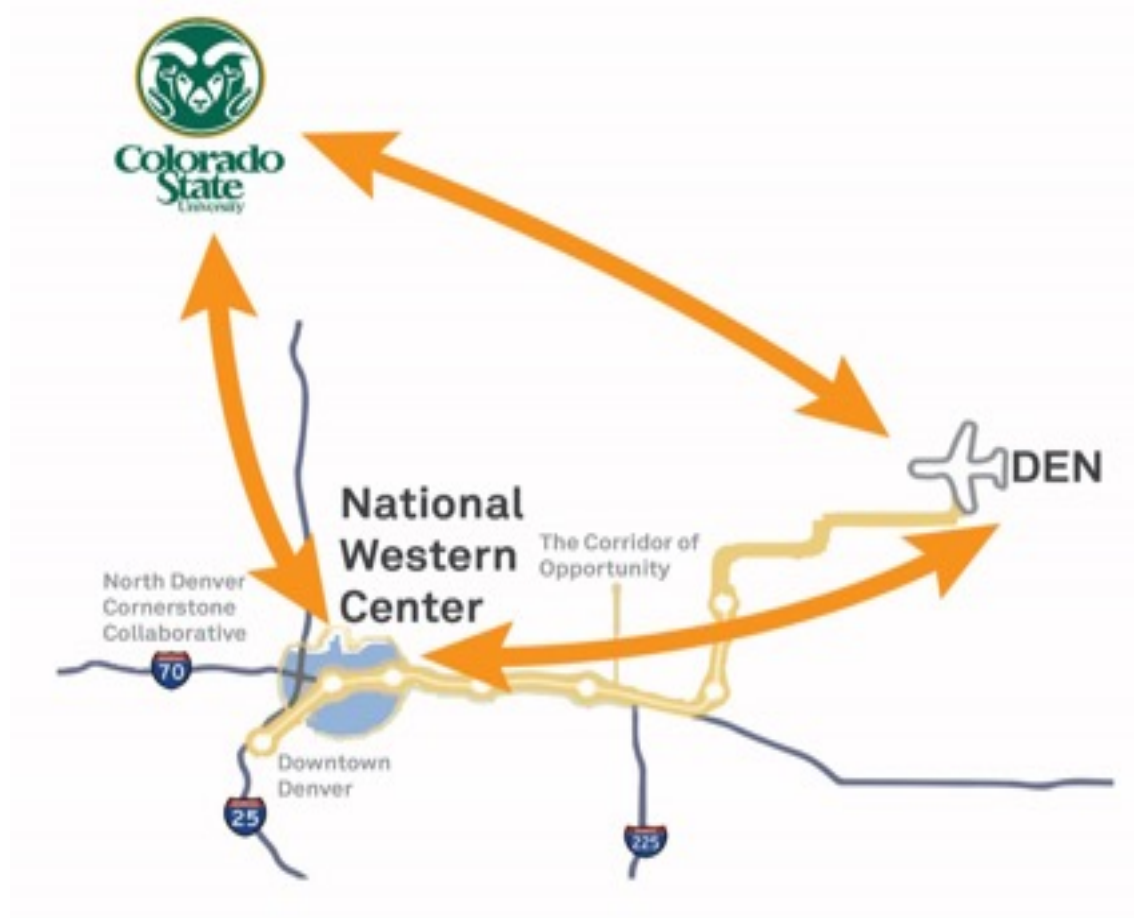 Colorado
State
University
DEN
National
Western
Center
The Corridor of
Opportunity
North Denver
Cornerstone
Collaborative
70
Downtown
Denver
25
225